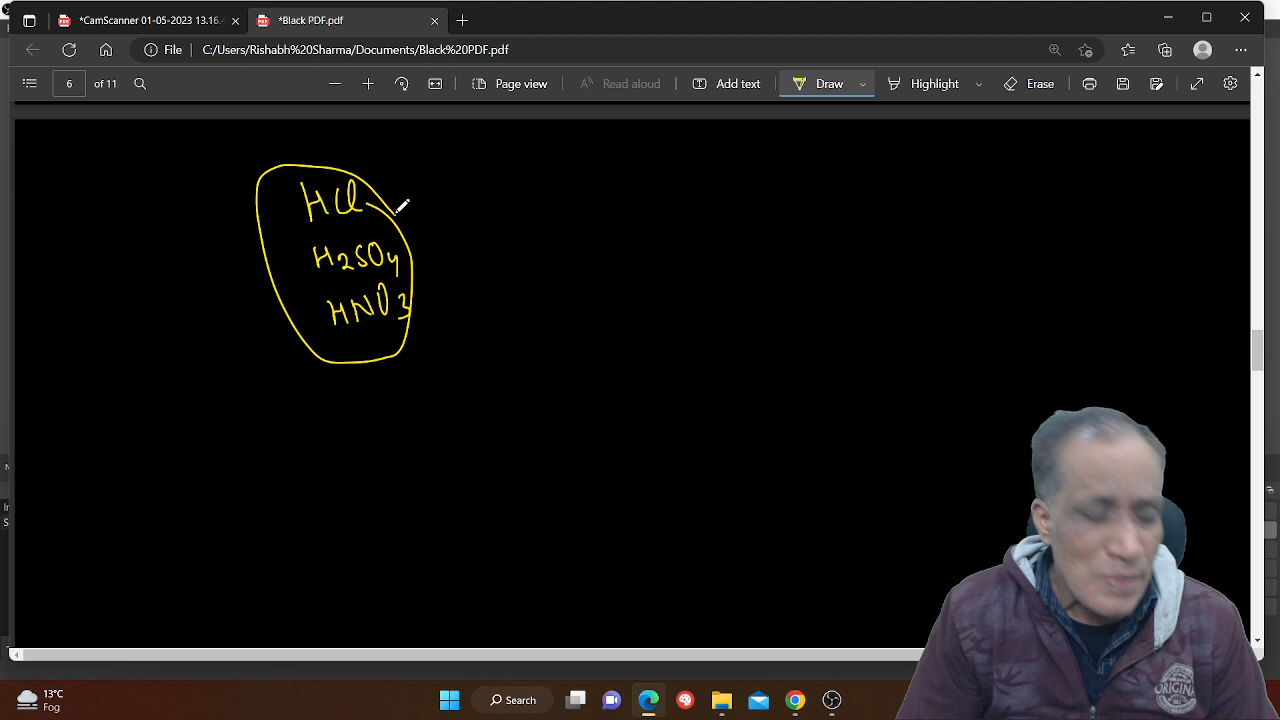 *CamScanner 01-05-2023 13.16.
*Black PDF.pdf
File
C:/Users/Rishabh%20Sharma/Documents/Black%20PDF.pdf
6 of 11
Page view
Read aloud
Add text
Draw
Highlight
Erase
HCl
H2SO4
HNO3
ORIGINAL
13°C
Fog
Search